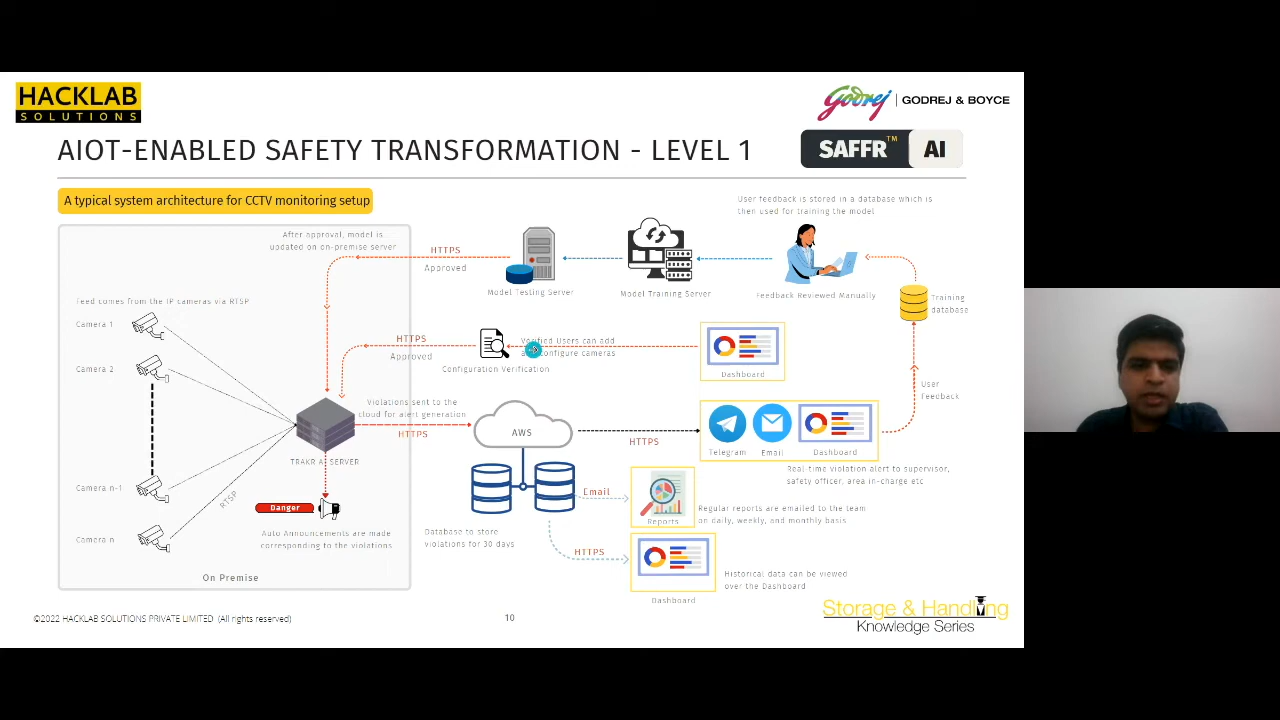 HACKLAB
SOLUTIONS
Godrej | GODREJ & BOYCE
AIOT-ENABLED SAFETY TRANSFORMATION - LEVEL 1
SAFFR™ AI
A typical system architecture for CCTV monitoring setup
User feedback is stored in a database which is
then used for training the model
After approval, model is
updated on on-premise server
HTTPS
Approved
Model Testing Server
Model Training Server
Feedback Reviewed Manually
Training
database
Feed comes from the IP cameras via RTSP
Camera 1
Camera 2
Camera n-1
Camera n
RTSP
HTTPS
Approved
Verified Users can add
configure cameras
Configuration Verification
Dashboard
User
Feedback
Violations sent to the
cloud for alert generation
HTTPS
TRAKR AI SERVER
AWS
HTTPS
Telegram
Email
Dashboard
Real-time violation alert to supervisor,
safety officer, area in-charge etc
Danger
Auto Announcements are made
corresponding to the violations
On Premise
Database to store
violations for 30 days
Email
Reports
Regular reports are emailed to the team
on daily, weekly, and monthly basis
HTTPS
Dashboard
Historical data can be viewed
over the Dashboard
©2022 HACKLAB SOLUTIONS PRIVATE LIMITED (All rights reserved)
10
Storage & Handling
Knowledge Series